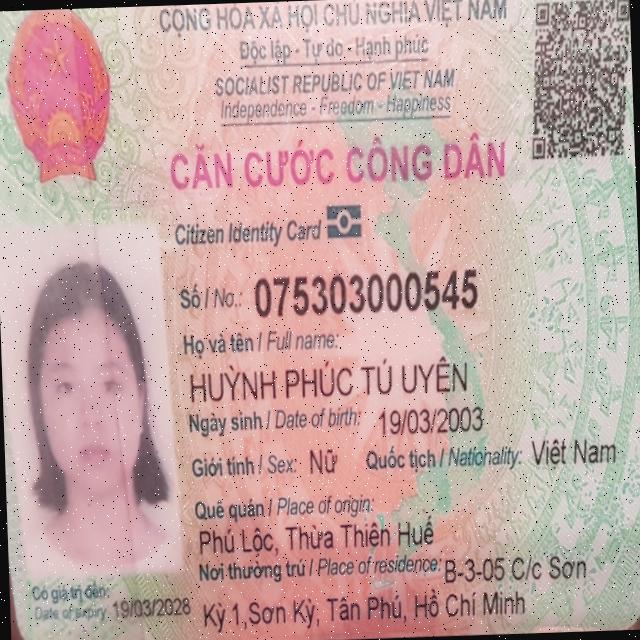 CỘNG HÒA XÃ HỘI CHỦ NGHĨA VIỆT NAM
Độc lập - Tự do - Hạnh phúc
SOCIALIST REPUBLIC OF VIET NAM
Independence - Freedom - Happiness
CĂN CƯỚC CÔNG DÂN
Citizen Identity Card
Số / No.: 075303000545
Họ và tên / Full name:
HUỲNH PHÚC TÚ UYÊN
Ngày sinh / Date of birth: 19/03/2003
Giới tính / Sex: Nữ Quốc tịch / Nationality: Việt Nam
Quê quán / Place of origin:
Phú Lộc, Thừa Thiên Huế
Nơi thường trú / Place of residence: B-3-05 C/c Sơn
Kỳ 1,Sơn Kỳ, Tân Phú, Hồ Chí Minh
Có giá trị đến:
Date of expiry 19/03/2028